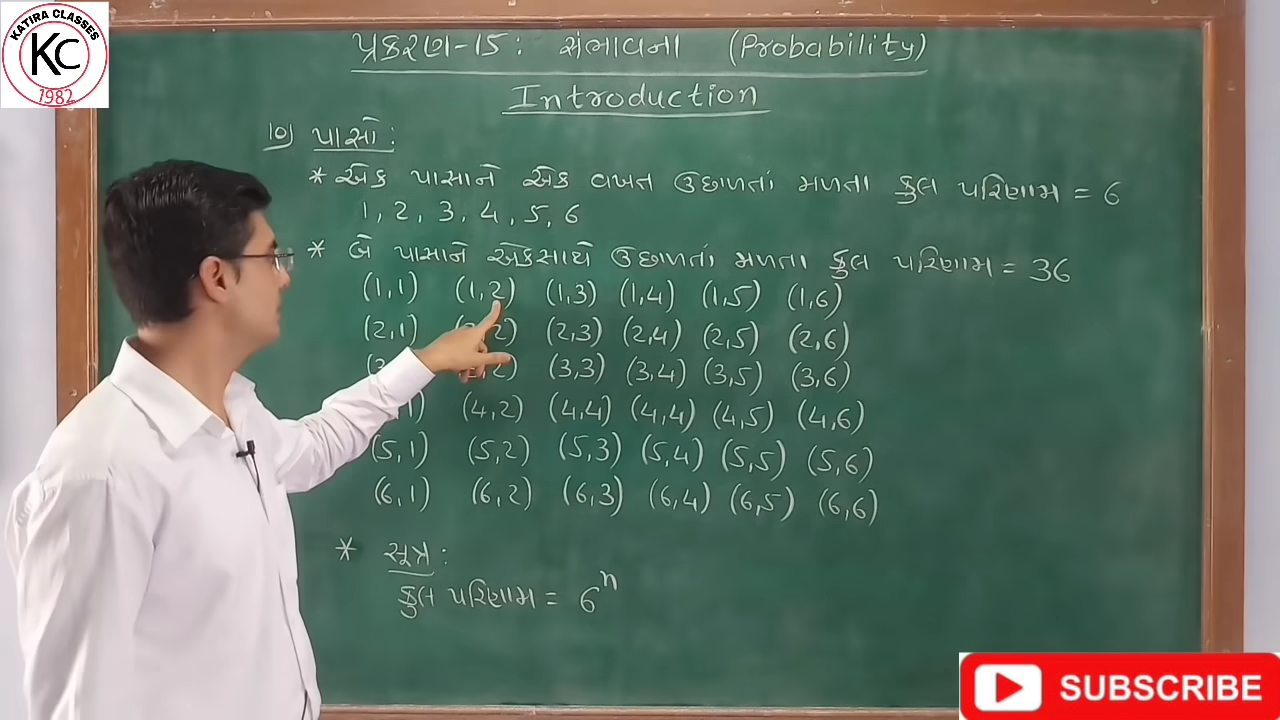 KATIRA CLASSES
KC
1982
પ્રકરણ-15: સંભાવના (Probability)
Introduction
10) પાસો:
* એક પાસાને એક વખત ઉછાળતાં મળતા કુલ પરિણામ = 6
1, 2, 3, 4, 5, 6
* બે પાસાને એકસાથે ઉછાળતાં મળતા કુલ પરિણામ = 36
(1,1) (1,2) (1,3) (1,4) (1,5) (1,6)
(2,1) (2,3) (2,4) (2,5) (2,6)
(3,3) (3,4) (3,5) (3,6)
(4,2) (4,4) (4,4) (4,5) (4,6)
(5,1) (5,2) (5,3) (5,4) (5,5) (5,6)
(6,1) (6,2) (6,3) (6,4) (6,5) (6,6)
* સૂત્ર:
કુલ પરિણામ = 6ⁿ
SUBSCRIBE